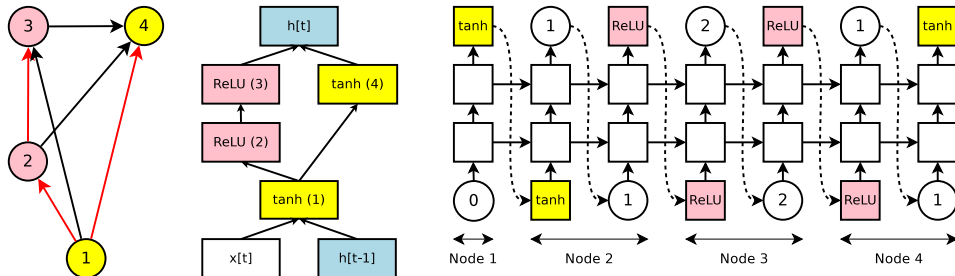 3
4
2
1
h[t]
ReLU (3)
tanh (4)
ReLU (2)
tanh (1)
x[t]
h[t-1]
tanh
1
ReLU
2
ReLU
1
tanh
0
tanh
1
ReLU
2
ReLU
1
Node 1
Node 2
Node 3
Node 4